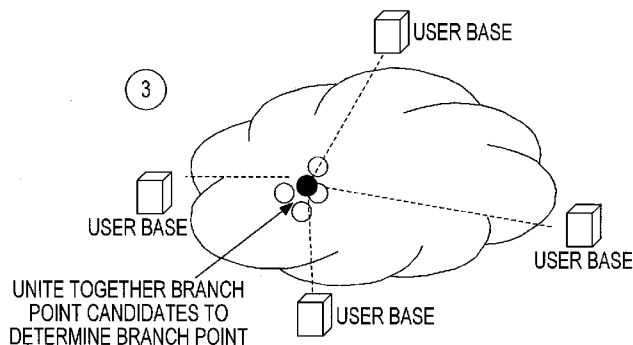 USER BASE
3
USER BASE
USER BASE
UNITE TOGETHER BRANCH
POINT CANDIDATES TO
DETERMINE BRANCH POINT
USER BASE